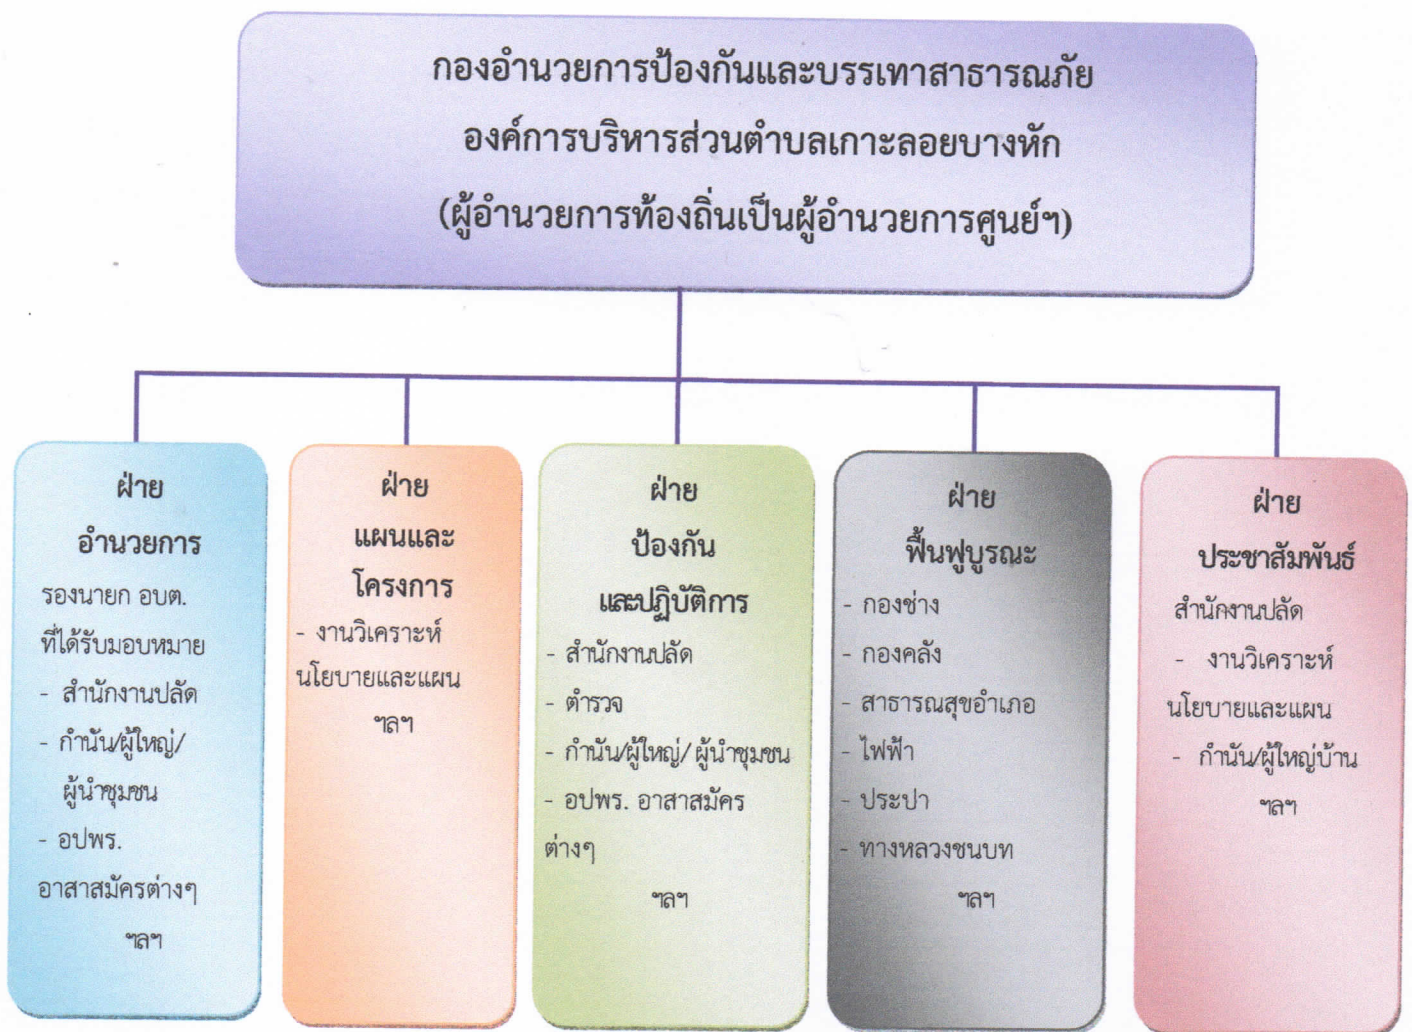 กองอำนวยการป้องกันและบรรเทาสาธารณภัย
องค์การบริหารส่วนตำบลเกาะลอยบางหัก
(ผู้อำนวยการท้องถิ่นเป็นผู้อำนวยการศูนย์ฯ)
ฝ่าย
อำนวยการ
รองนายก อบต.
ที่ได้รับมอบหมาย
- สำนักงานปลัด
- กำนัน/ผู้ใหญ่/
ผู้นำชุมชน
- อปพร.
อาสาสมัครต่างๆ
ฯลฯ
ฝ่าย
แผนและ
โครงการ
- งานวิเคราะห์
นโยบายและแผน
ฯลฯ
ฝ่าย
ป้องกัน
และปฏิบัติการ
- สำนักงานปลัด
- ตำรวจ
- กำนัน/ผู้ใหญ่/ ผู้นำชุมชน
- อปพร. อาสาสมัคร
ต่างๆ
ฯลฯ
ฝ่าย
ฟื้นฟูบูรณะ
- กองช่าง
- กองคลัง
- สาธารณสุขอำเภอ
- ไฟฟ้า
- ประปา
- ทางหลวงชนบท
ฯลฯ
ฝ่าย
ประชาสัมพันธ์
สำนักงานปลัด
- งานวิเคราะห์
นโยบายและแผน
- กำนัน/ผู้ใหญ่บ้าน
ฯลฯ